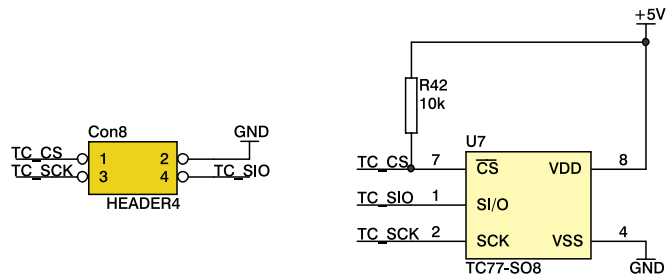 +5V
R42
10k
Con8
GND
TC_CS
1
2
TC_SCK
3
4
TC_SIO
HEADER4
U7
TC_CS
7
CS
VDD
8
TC_SIO
1
SI/O
TC_SCK
2
SCK
VSS
4
TC77-SO8
GND